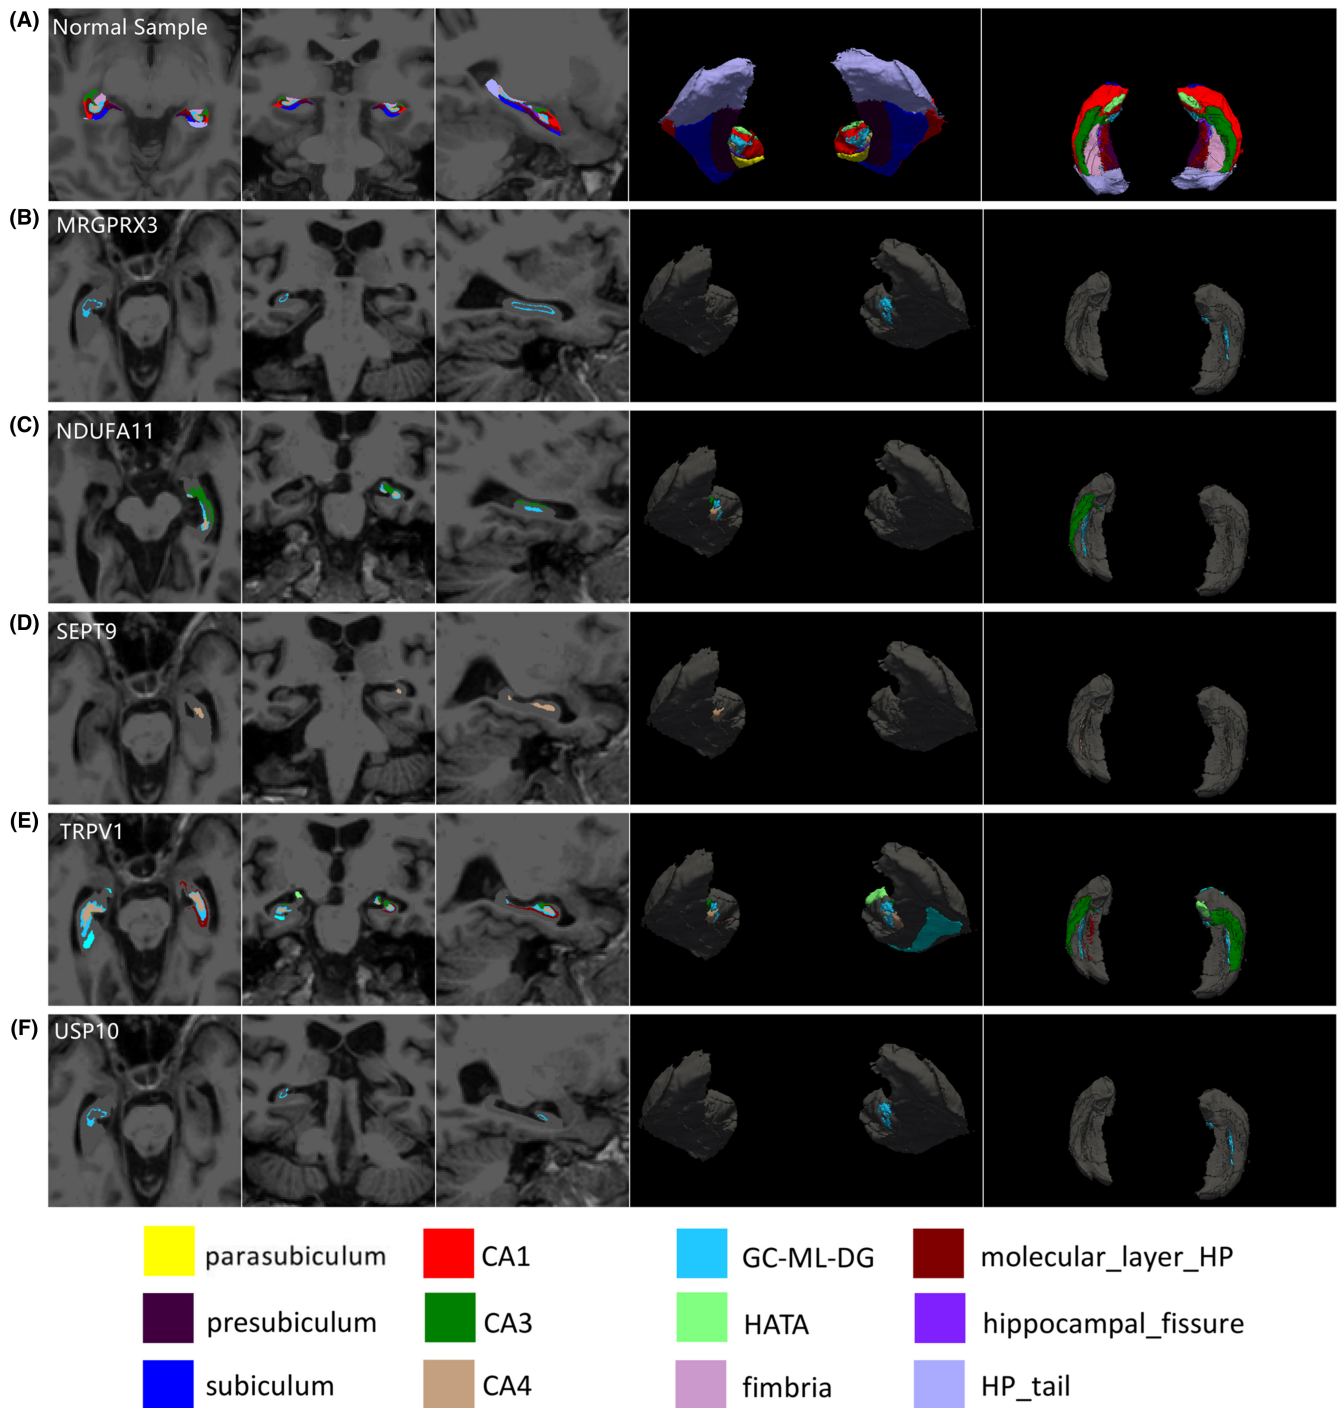 (A)
Normal Sample
(B)
MRGPRX3
(C)
NDUFA11
(D)
SEPT9
(E)
TRPV1
(F)
USP10
parasubiculum
CA1
GC-ML-DG
molecular_layer_HP
presubiculum
CA3
HATA
hippocampal_fissure
subiculum
CA4
fimbria
HP_tail